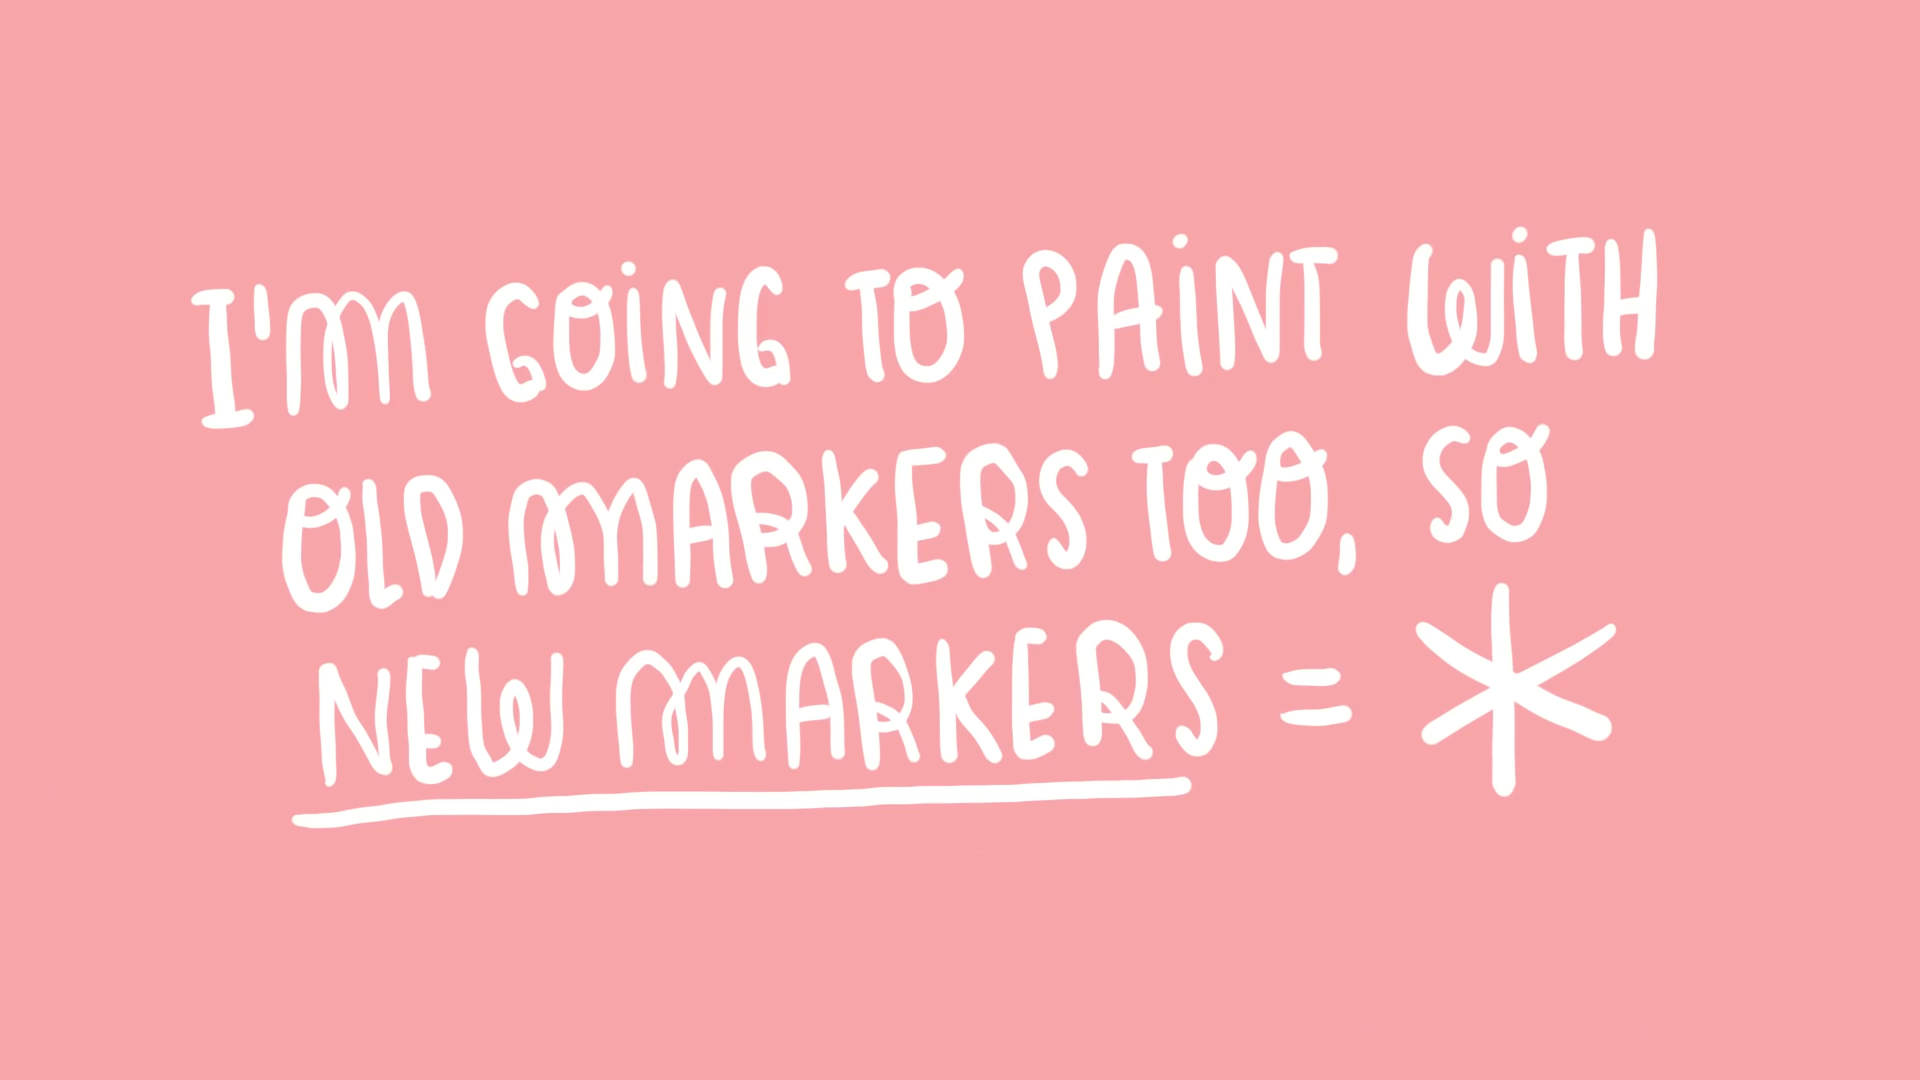 I'M GOiNG TO PAiNT WiTH
OLD MARKERS TOO, SO
NEW MARKERS = *